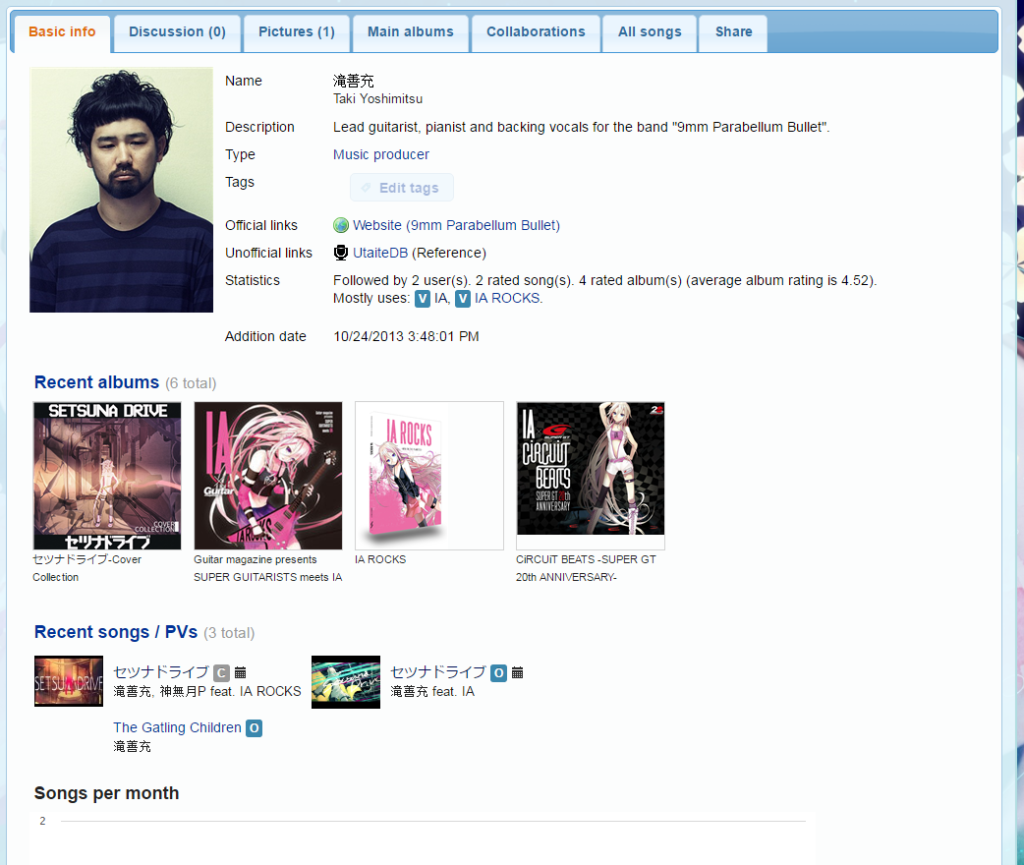 Basic info
Discussion (0)
Pictures (1)
Main albums
Collaborations
All songs
Share
Name
滝善充
Taki Yoshimitsu
Description
Lead guitarist, pianist and backing vocals for the band "9mm Parabellum Bullet".
Type
Music producer
Tags
Edit tags
Official links
Website (9mm Parabellum Bullet)
Unofficial links
UtaiteDB (Reference)
Statistics
Followed by 2 user(s). 2 rated song(s). 4 rated album(s) (average album rating is 4.52).
Mostly uses: V IA, V IA ROCKS.
Addition date
10/24/2013 3:48:01 PM
Recent albums (6 total)
SETSUNA DRIVE
COVER
COLLECTION
セツナドライブ
IA
Guitar
IA ROCKS
IA ROCKS
IA
SUPER GT
CiRCUiT
BEATS
SUPER GT 20th
ANNIVERSARY
セツナドライブ-Cover
Collection
Guitar magazine presents
SUPER GUITARISTS meets IA
IA ROCKS
CiRCUiT BEATS -SUPER GT
20th ANNIVERSARY-
Recent songs / PVs (3 total)
SETSUNA DRIVE
セツナドライブ C
滝善充, 神無月P feat. IA ROCKS
セツナドライブ O
滝善充 feat. IA
The Gatling Children O
滝善充
Songs per month
2